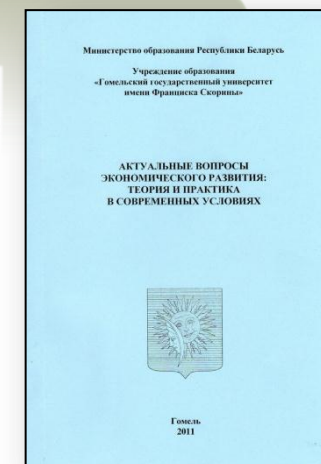 Министерство образования Республики Беларусь
Учреждение образования
«Гомельский государственный университет
имени Франциска Скорины»
АКТУАЛЬНЫЕ ВОПРОСЫ
ЭКОНОМИЧЕСКОГО РАЗВИТИЯ:
ТЕОРИЯ И ПРАКТИКА
В СОВРЕМЕННЫХ УСЛОВИЯХ
Гомель
2011